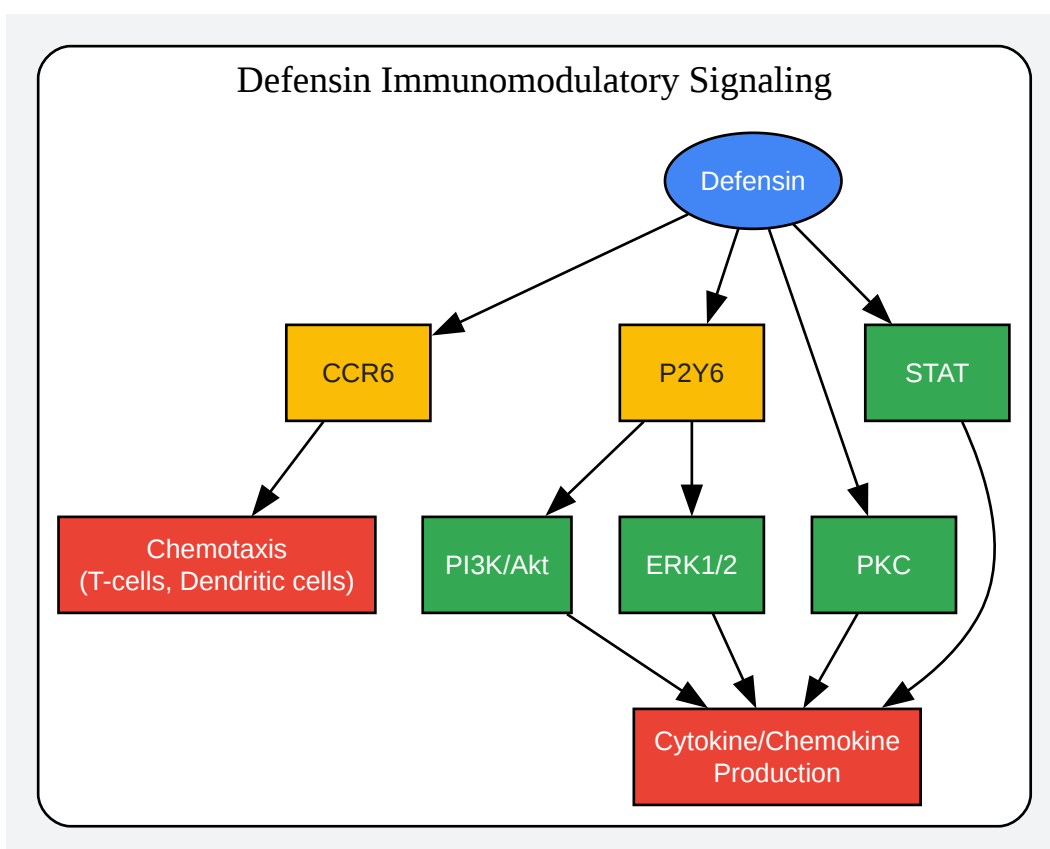 Defensin Immunomodulatory Signaling
Defensin
CCR6
P2Y6
STAT
Chemotaxis
(T-cells, Dendritic cells)
PI3K/Akt
ERK1/2
PKC
Cytokine/Chemokine
Production